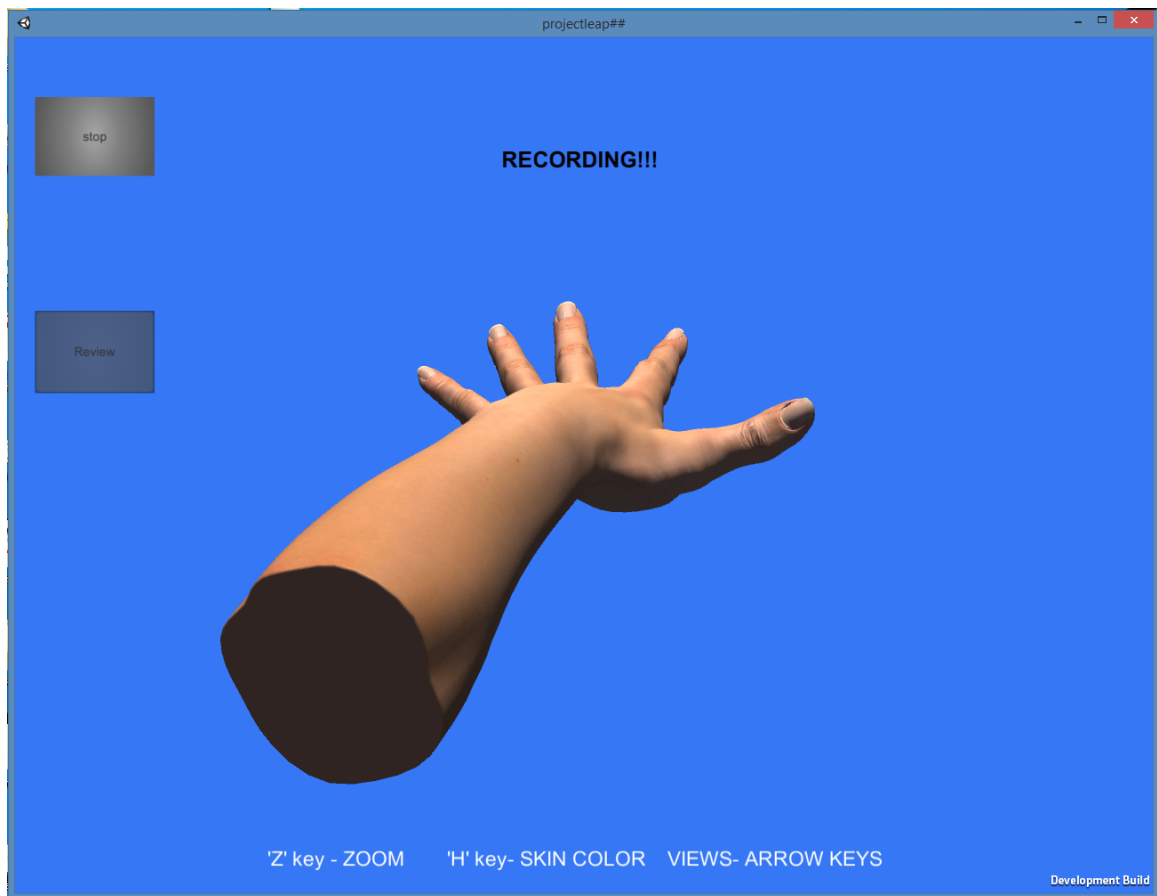 projectleap##
stop
RECORDING!!!
Review
'Z' key - ZOOM 'H' key- SKIN COLOR VIEWS- ARROW KEYS
Development Build